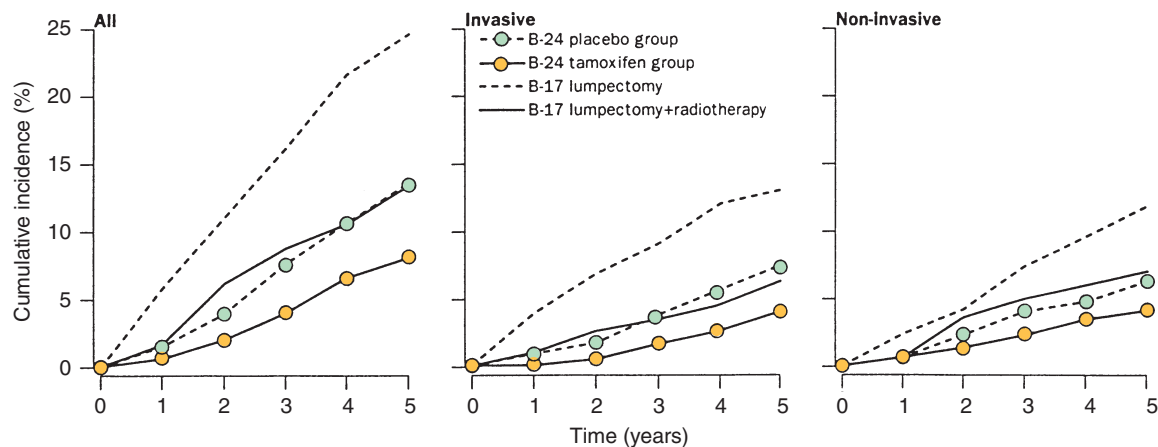 All
Invasive
Non-invasive
B-24 placebo group
B-24 tamoxifen group
B-17 lumpectomy
B-17 lumpectomy+radiotherapy
Cumulative incidence (%)
25
20
15
10
5
0
0 1 2 3 4 5
0 1 2 3 4 5
0 1 2 3 4 5
Time (years)